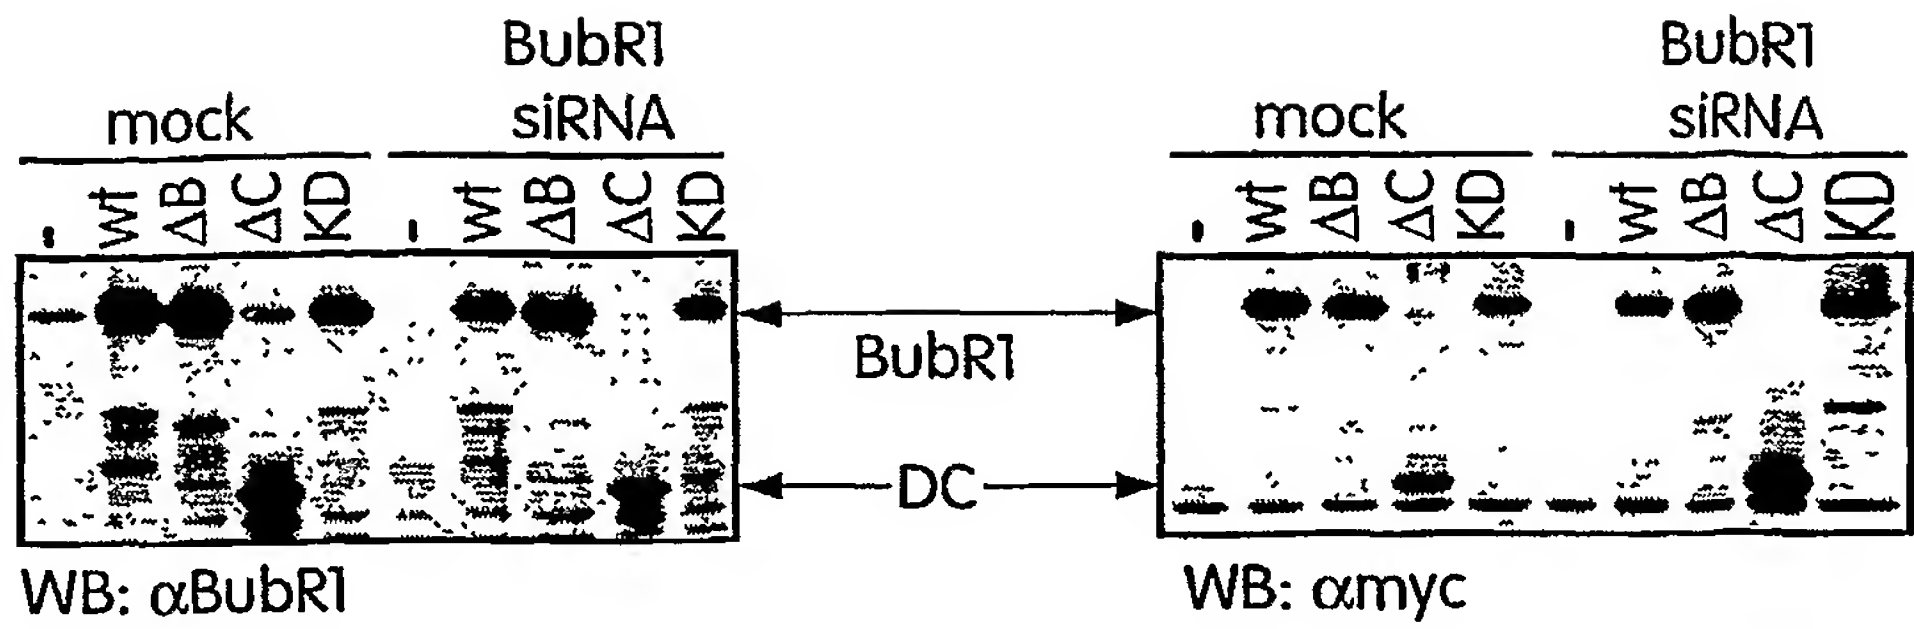 BubR1
siRNA
mock
- wt ΔB ΔC KD - wt ΔB ΔC KD
WB: αBubR1
BubR1
DC
BubR1
siRNA
mock
- wt ΔB ΔC KD - wt ΔB ΔC KD
WB: αmyc